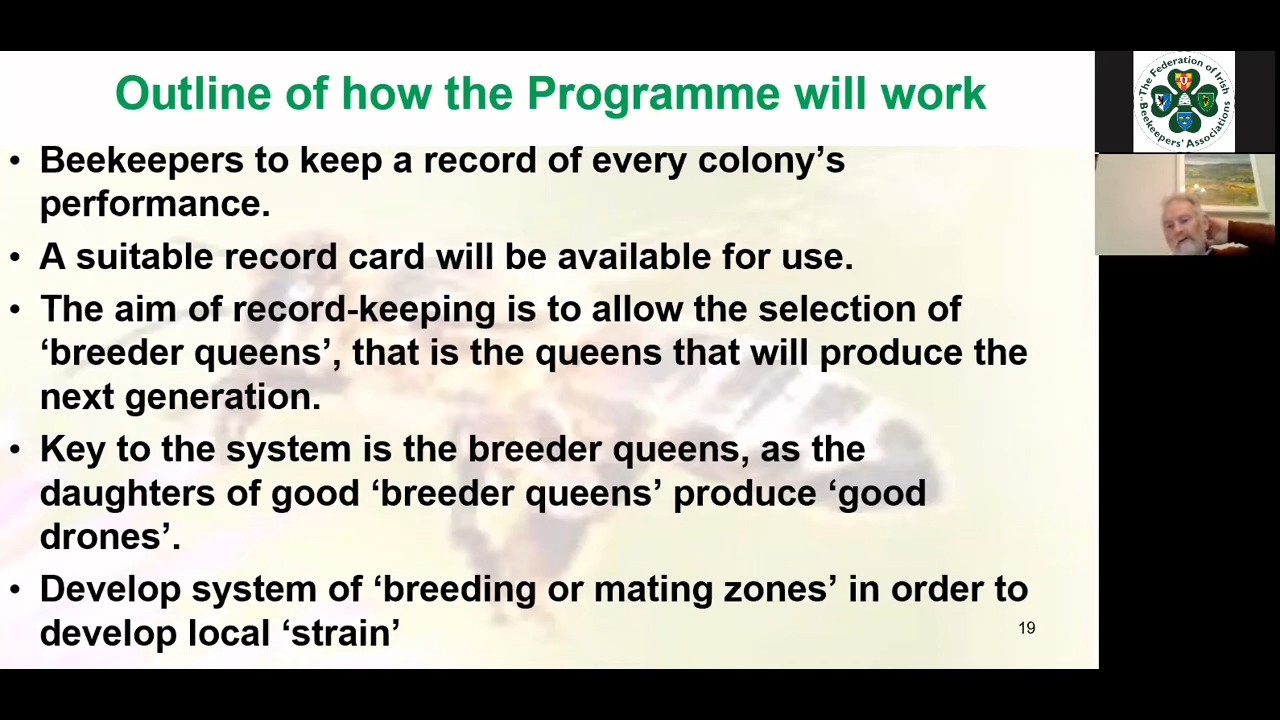 Outline of how the Programme will work
• Beekeepers to keep a record of every colony’s
performance.
• A suitable record card will be available for use.
• The aim of record-keeping is to allow the selection of
‘breeder queens’, that is the queens that will produce the
next generation.
• Key to the system is the breeder queens, as the
daughters of good ‘breeder queens’ produce ‘good
drones’.
• Develop system of ‘breeding or mating zones’ in order to
develop local ‘strain’
19
The Federation of Irish
Beekeepers' Associations